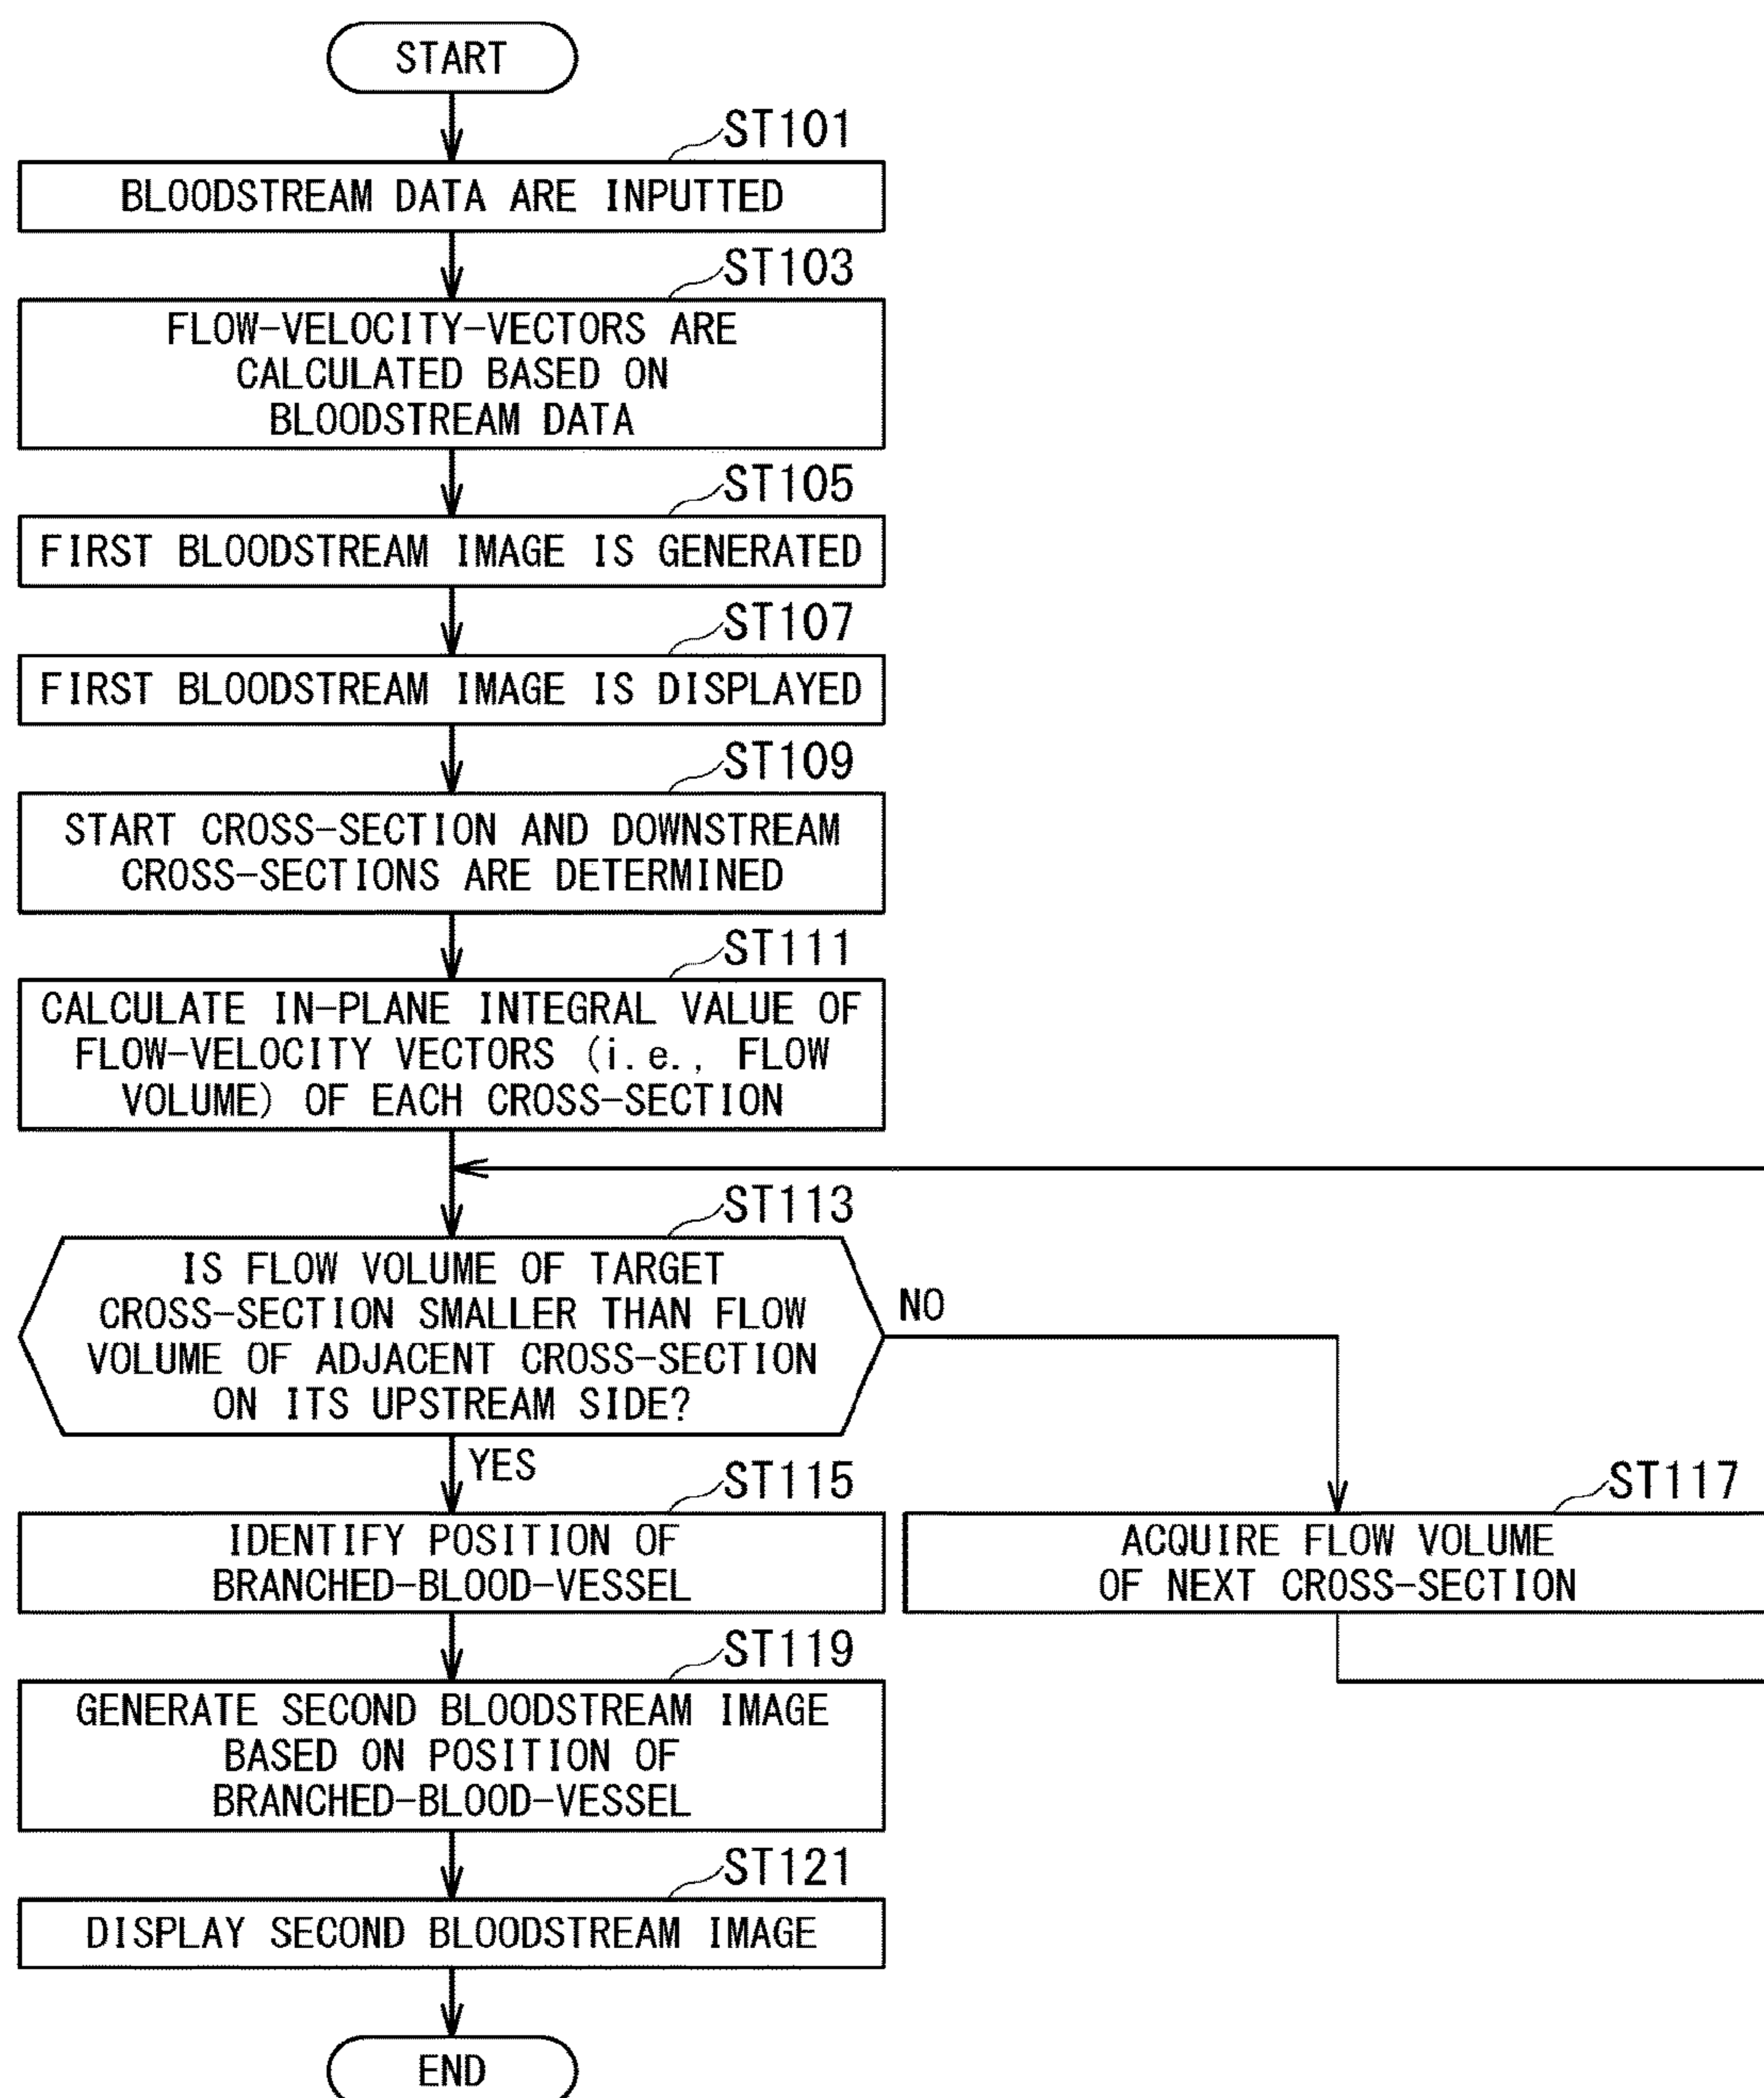 START
ST101
BLOODSTREAM DATA ARE INPUTTED
ST103
FLOW-VELOCITY-VECTORS ARE
CALCULATED BASED ON
BLOODSTREAM DATA
ST105
FIRST BLOODSTREAM IMAGE IS GENERATED
ST107
FIRST BLOODSTREAM IMAGE IS DISPLAYED
ST109
START CROSS-SECTION AND DOWNSTREAM
CROSS-SECTIONS ARE DETERMINED
ST111
CALCULATE IN-PLANE INTEGRAL VALUE OF
FLOW-VELOCITY VECTORS (i.e., FLOW
VOLUME) OF EACH CROSS-SECTION
ST113
IS FLOW VOLUME OF TARGET
CROSS-SECTION SMALLER THAN FLOW
VOLUME OF ADJACENT CROSS-SECTION
ON ITS UPSTREAM SIDE?
NO
YES
ST115
IDENTIFY POSITION OF
BRANCHED-BLOOD-VESSEL
ST117
ACQUIRE FLOW VOLUME
OF NEXT CROSS-SECTION
ST119
GENERATE SECOND BLOODSTREAM IMAGE
BASED ON POSITION OF
BRANCHED-BLOOD-VESSEL
ST121
DISPLAY SECOND BLOODSTREAM IMAGE
END